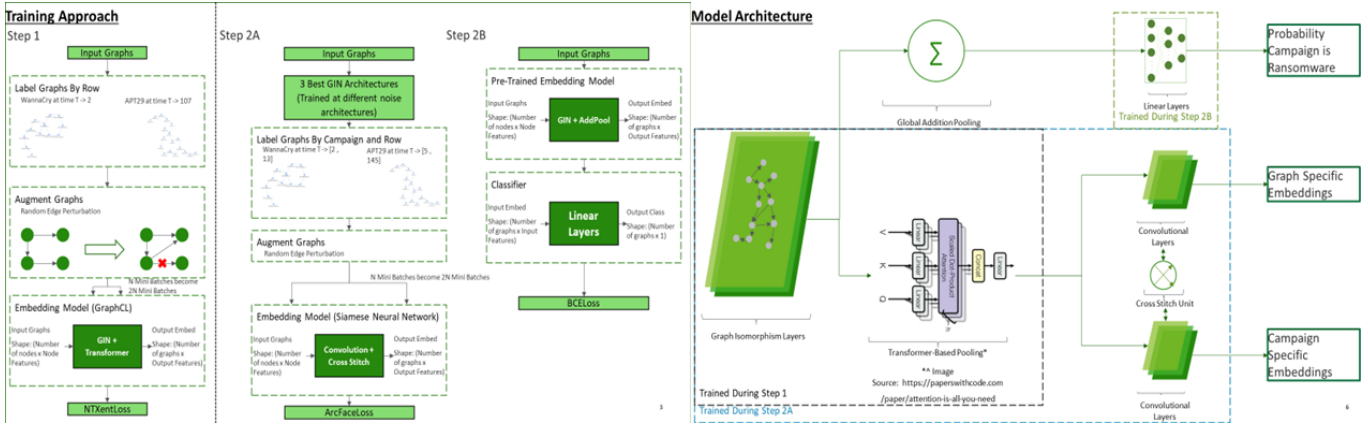 Training Approach
Step 1
Input Graphs
Label Graphs By Row
WannaCry at time T -> 2
APT29 at time T -> 107
Augment Graphs
Random Edge Perturbation
N Mini Batches become
2N Mini Batches
Embedding Model (GraphCL)
Input Graphs
Shape: (Number
of nodes x Node
Features)
GIN +
Transformer
Output Embed
Shape: (Number
of graphs x
Output Features)
NTXentLoss
Step 2A
Input Graphs
3 Best GIN Architectures
(Trained at different noise
architectures)
Label Graphs By Campaign and Row
WannaCry at time T -> [2 ,
13]
APT29 at time T -> [5 ,
145]
Augment Graphs
Random Edge Perturbation
N Mini Batches become 2N Mini Batches
Embedding Model (Siamese Neural Network)
Input Graphs
Shape: (Number
of nodes x Node
Features)
Convolution +
Cross Stitch
Output Embed
Shape: (Number
of graphs x
Output Features)
ArcFaceLoss
Step 2B
Input Graphs
Pre-Trained Embedding Model
Input Graphs
Shape: (Number
of nodes x Node
Features)
GIN + AddPool
Output Embed
Shape: (Number
of graphs x
Output Features)
Classifier
Input Embed
Shape: (Number
of graphs x Input
Features)
Linear
Layers
Output Class
Shape: (Number
of graphs x 1)
BCELoss
Model Architecture
Σ
Global Addition Pooling
Linear Layers
Trained During Step 2B
Probability
Campaign is
Ransomware
Graph Isomorphism Layers
V
K
Q
Linear
Linear
Linear
Scaled Dot-Product
Attention
Concat
Linear
Transformer-Based Pooling*
*^ Image
Source: https://paperswithcode.com
/paper/attention-is-all-you-need
Trained During Step 1
Trained During Step 2A
Convolutional
Layers
Cross Stitch Unit
Convolutional
Layers
Graph Specific
Embeddings
Campaign
Specific
Embeddings
6